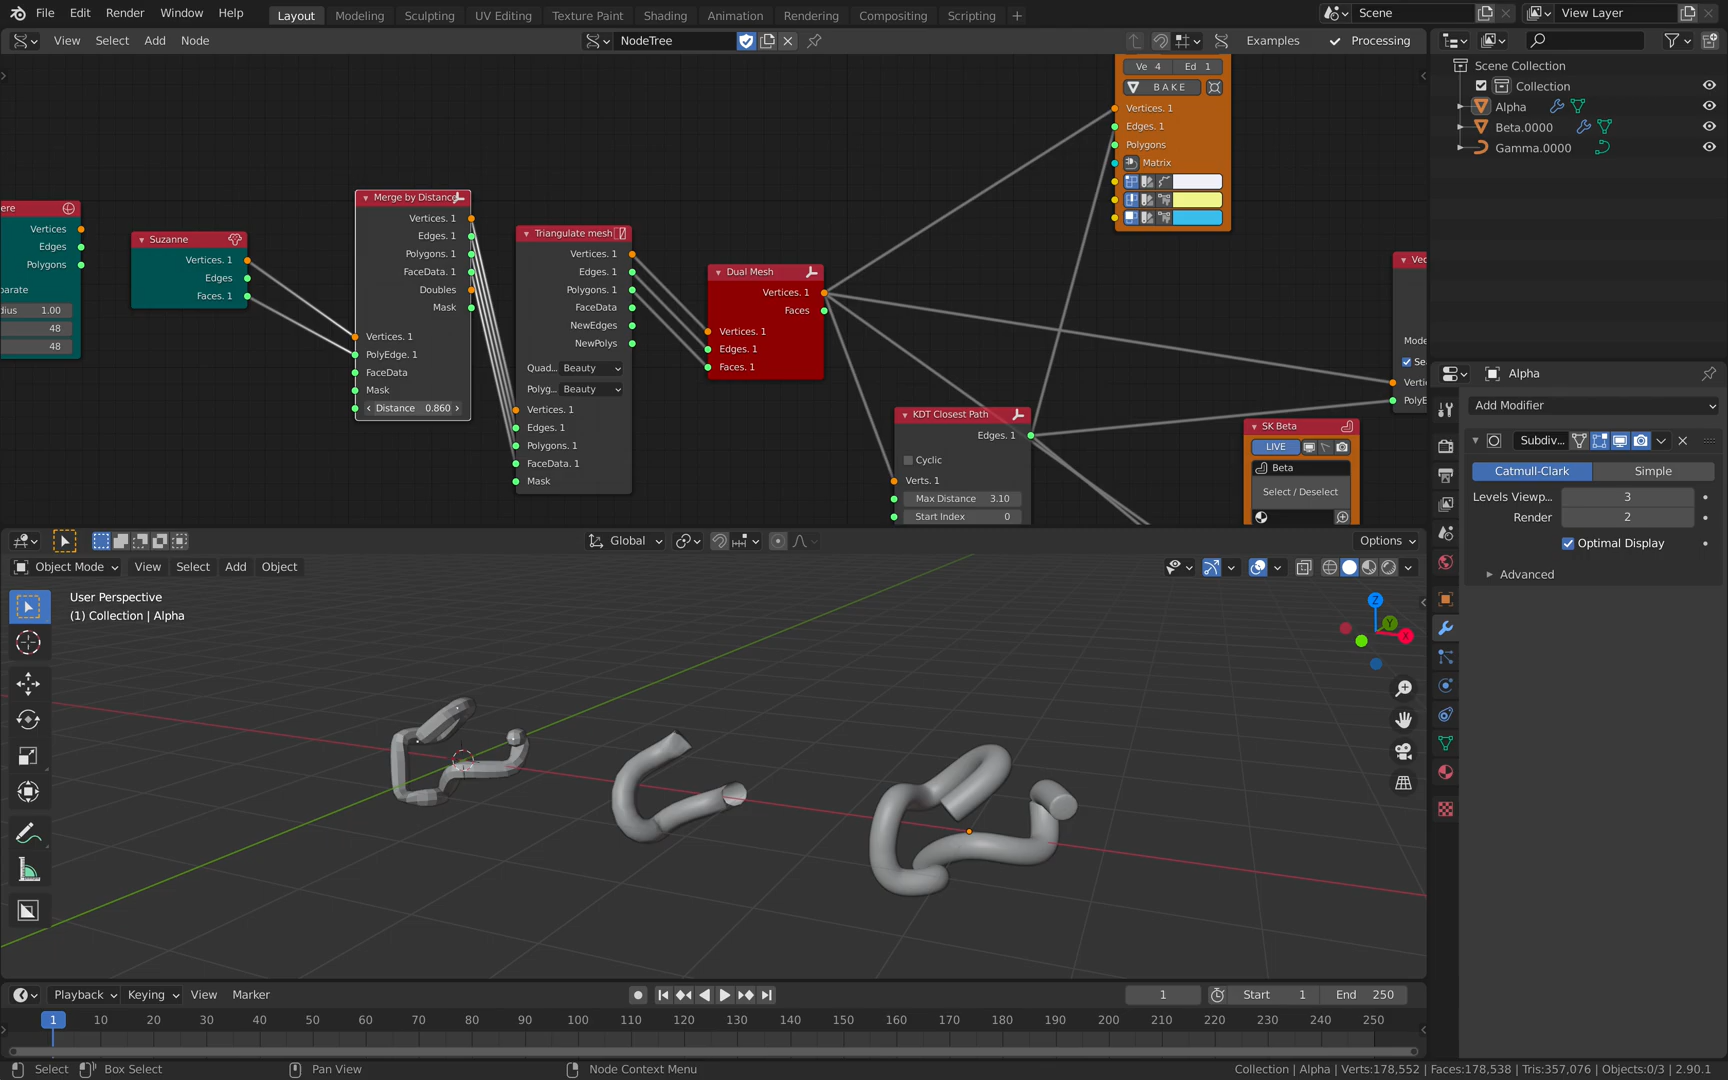 File Edit Render Window Help Layout Modeling Sculpting UV Editing Texture Paint Shading Animation Rendering Compositing Scripting + Scene View Layer
View Select Add Node NodeTree Examples Processing
Scene Collection
Collection
Alpha
Beta.0000
Gamma.0000
Ve 4 Ed 1
BAKE
Vertices. 1
Edges. 1
Polygons
Matrix
ere
Vertices
Edges
Polygons
parate
dius 1.00
48
48
Suzanne
Vertices. 1
Edges
Faces. 1
Merge by Distance
Vertices. 1
Edges. 1
Polygons. 1
FaceData. 1
Doubles
Mask
Vertices. 1
PolyEdge. 1
FaceData
Mask
Distance 0.860
Triangulate mesh
Vertices. 1
Edges. 1
Polygons. 1
FaceData
NewEdges
NewPolys
Quad... Beauty
Polyg... Beauty
Vertices. 1
Edges. 1
Polygons. 1
FaceData. 1
Mask
Dual Mesh
Vertices. 1
Faces
Vertices. 1
Edges. 1
Faces. 1
KDT Closest Path
Edges. 1
Cyclic
Verts. 1
Max Distance 3.10
Start Index 0
SK Beta
LIVE
Beta
Select / Deselect
Vec
Mode
Se
Verti
PolyE
Alpha
Add Modifier
Subdiv...
Catmull-Clark Simple
Levels Viewp... 3
Render 2
Optimal Display
Advanced
Global Options
Object Mode View Select Add Object
User Perspective
(1) Collection | Alpha
Z
Y
X
Playback Keying View Marker 1 Start 1 End 250
1 10 20 30 40 50 60 70 80 90 100 110 120 130 140 150 160 170 180 190 200 210 220 230 240 250
Select Box Select Pan View Node Context Menu Collection | Alpha | Verts:178,552 | Faces:178,538 | Tris:357,076 | Objects:0/3 | 2.90.1